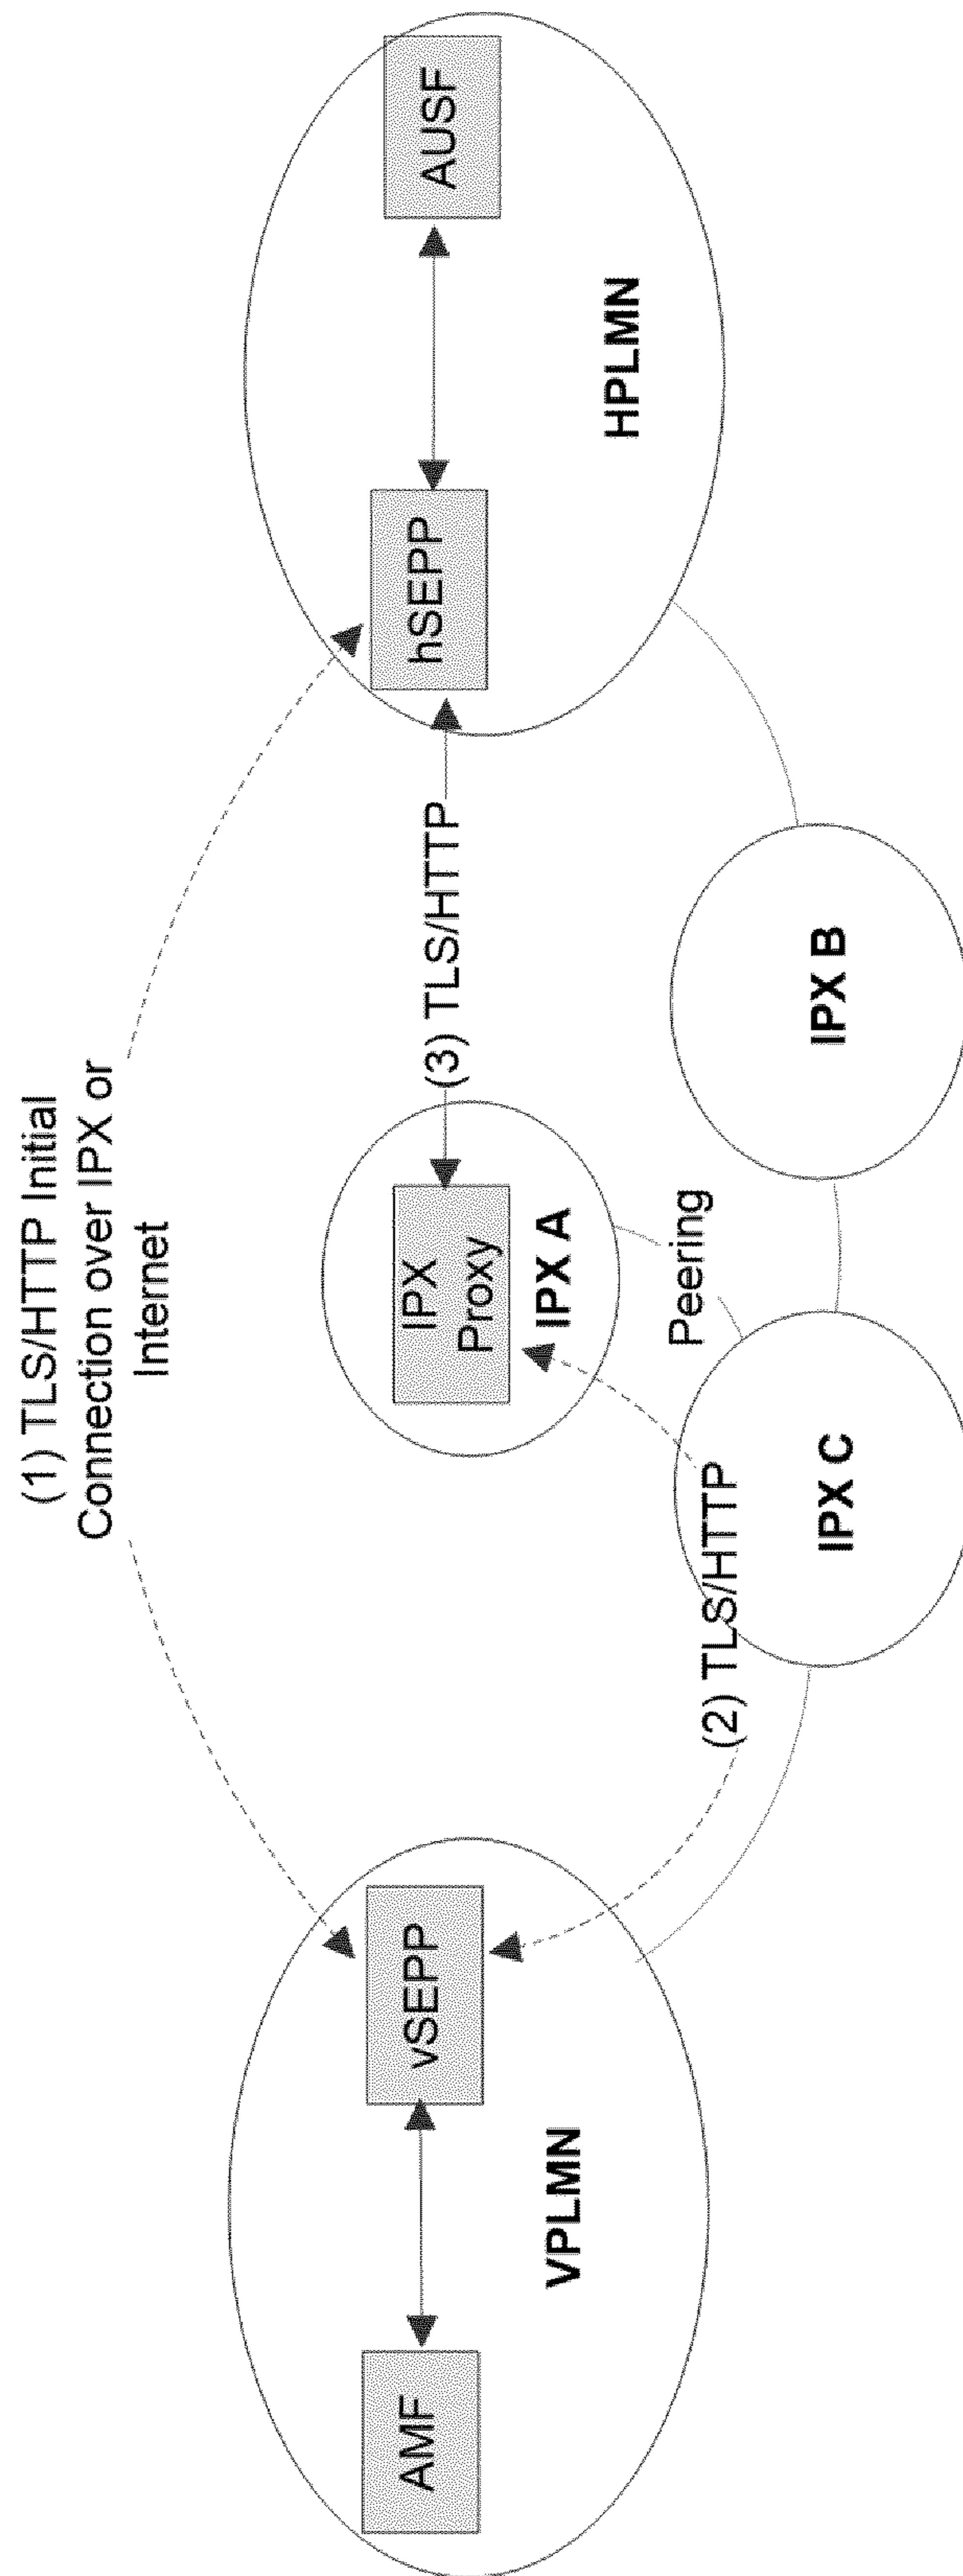 (1) TLS/HTTP Initial
Connection over IPX or
Internet
AMF
vSEPP
VPLMN
IPX
Proxy
IPX A
(3) TLS/HTTP
hSEPP
AUSF
HPLMN
Peering
(2) TLS/HTTP
IPX C
IPX B